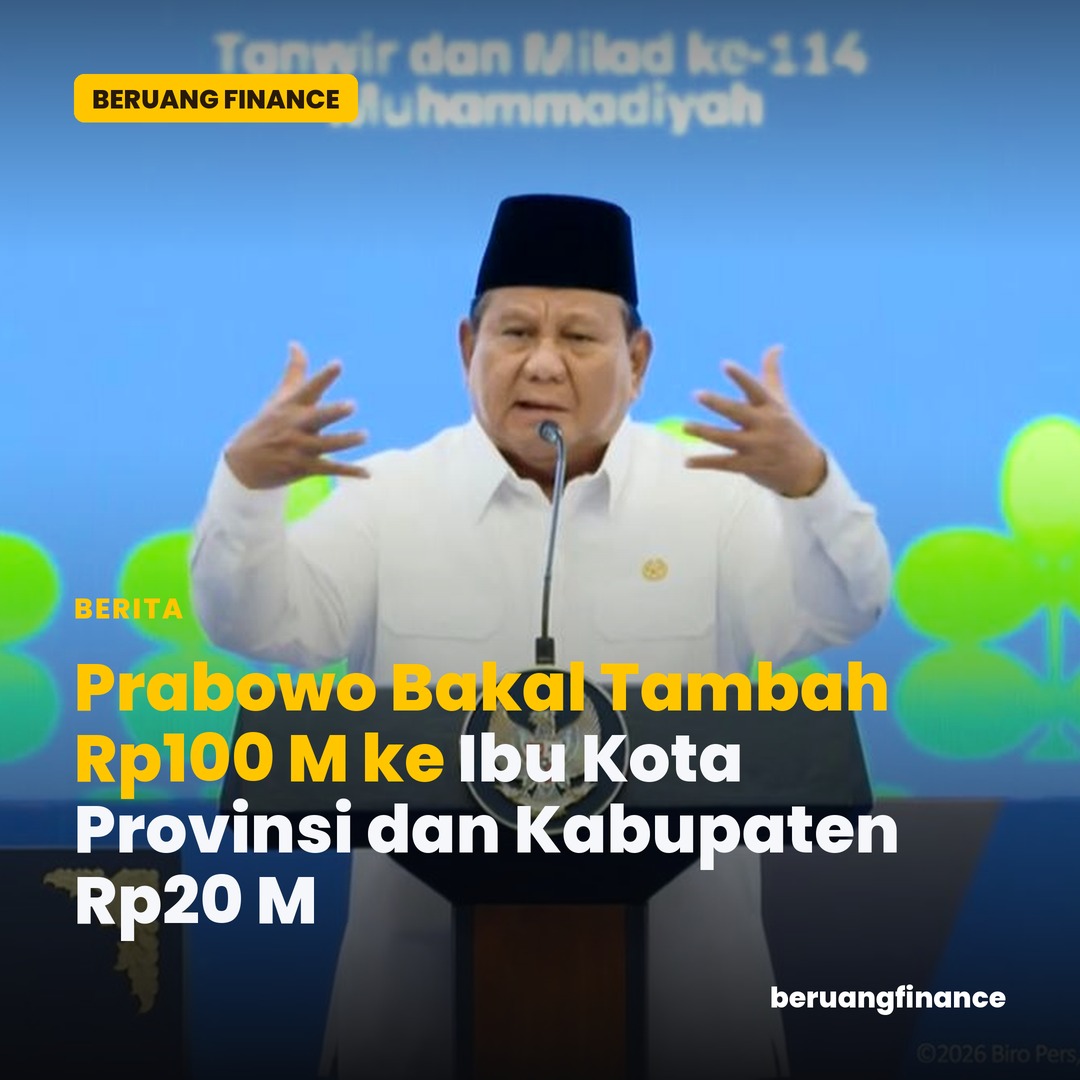 Tanwir dan Milad ke-114
Muhammadiyah
BERUANG FINANCE
BERITA
Prabowo Bakal Tambah
Rp100 M ke Ibu Kota
Provinsi dan Kabupaten
Rp20 M
beruangfinance
©2026 Biro Pers